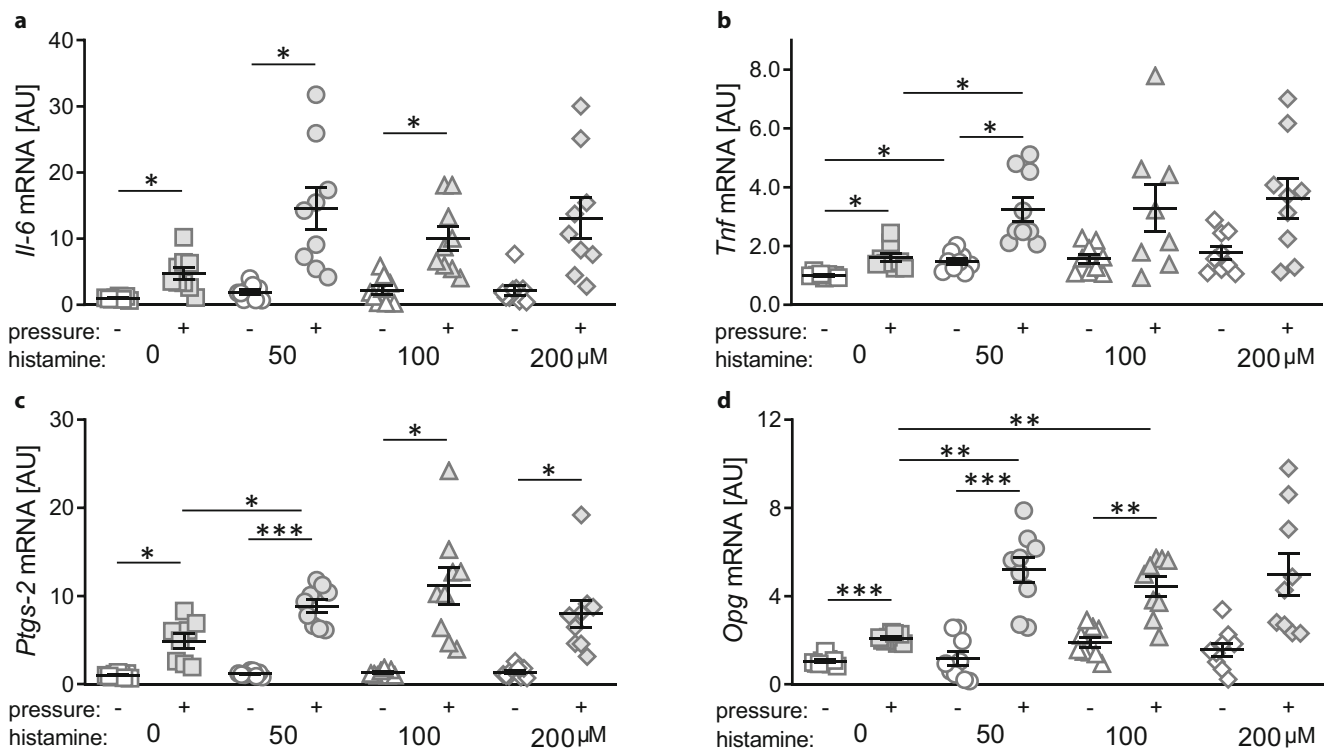 a
Il-6 mRNA [AU]
40
30
20
10
0
*
*
*
pressure: - + - + - + - +
histamine: 0 50 100 200 µM
b
Tnf mRNA [AU]
8.0
6.0
4.0
2.0
0.0
*
*
*
*
pressure: - + - + - + - +
histamine: 0 50 100 200 µM
c
Ptgs-2 mRNA [AU]
30
20
10
0
*
*
*
***
*
pressure: - + - + - + - +
histamine: 0 50 100 200 µM
d
Opg mRNA [AU]
12
8
4
0
**
**
***
**
***
pressure: - + - + - + - +
histamine: 0 50 100 200 µM